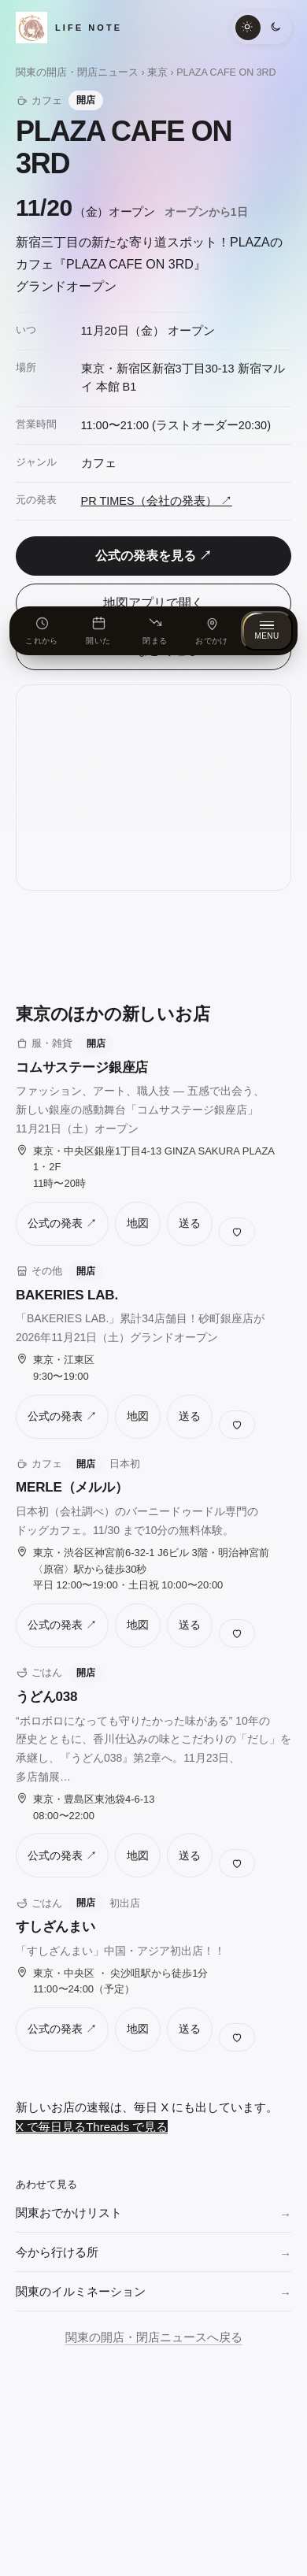 LIFE NOTE
関東の開店・閉店ニュース › 東京 › PLAZA CAFE ON 3RD
カフェ 開店
PLAZA CAFE ON
3RD
11/20（金）オープン オープンから1日
新宿三丁目の新たな寄り道スポット！PLAZAの
カフェ『PLAZA CAFE ON 3RD』
グランドオープン
いつ 11月20日（金） オープン
場所 東京・新宿区新宿3丁目30-13 新宿マル
イ 本館 B1
営業時間 11:00〜21:00 (ラストオーダー20:30)
ジャンル カフェ
元の発表 PR TIMES（会社の発表） ↗
公式の発表を見る ↗
地図アプリで開く
これから 開いた 閉まる おでかけ MENU
東京のほかの新しいお店
服・雑貨 開店
コムサステージ銀座店
ファッション、アート、職人技 — 五感で出会う、
新しい銀座の感動舞台「コムサステージ銀座店」
11月21日（土）オープン
東京・中央区銀座1丁目4-13 GINZA SAKURA PLAZA
1・2F
11時〜20時
公式の発表 ↗ 地図 送る
その他 開店
BAKERIES LAB.
「BAKERIES LAB.」累計34店舗目！砂町銀座店が
2026年11月21日（土）グランドオープン
東京・江東区
9:30〜19:00
公式の発表 ↗ 地図 送る
カフェ 開店 日本初
MERLE（メルル）
日本初（会社調べ）のバーニードゥードル専門の
ドッグカフェ。11/30 まで10分の無料体験。
東京・渋谷区神宮前6-32-1 J6ビル 3階・明治神宮前
〈原宿〉駅から徒歩30秒
平日 12:00〜19:00・土日祝 10:00〜20:00
公式の発表 ↗ 地図 送る
ごはん 開店
うどん038
“ボロボロになっても守りたかった味がある” 10年の
歴史とともに、香川仕込みの味とこだわりの「だし」を
承継し、『うどん038』第2章へ。11月23日、
多店舗展…
東京・豊島区東池袋4-6-13
08:00〜22:00
公式の発表 ↗ 地図 送る
ごはん 開店 初出店
すしざんまい
「すしざんまい」中国・アジア初出店！！
東京・中央区 ・ 尖沙咀駅から徒歩1分
11:00〜24:00（予定）
公式の発表 ↗ 地図 送る
新しいお店の速報は、毎日 X にも出しています。
X で毎日見るThreads で見る
あわせて見る
関東おでかけリスト →
今から行ける所 →
関東のイルミネーション →
関東の開店・閉店ニュースへ戻る